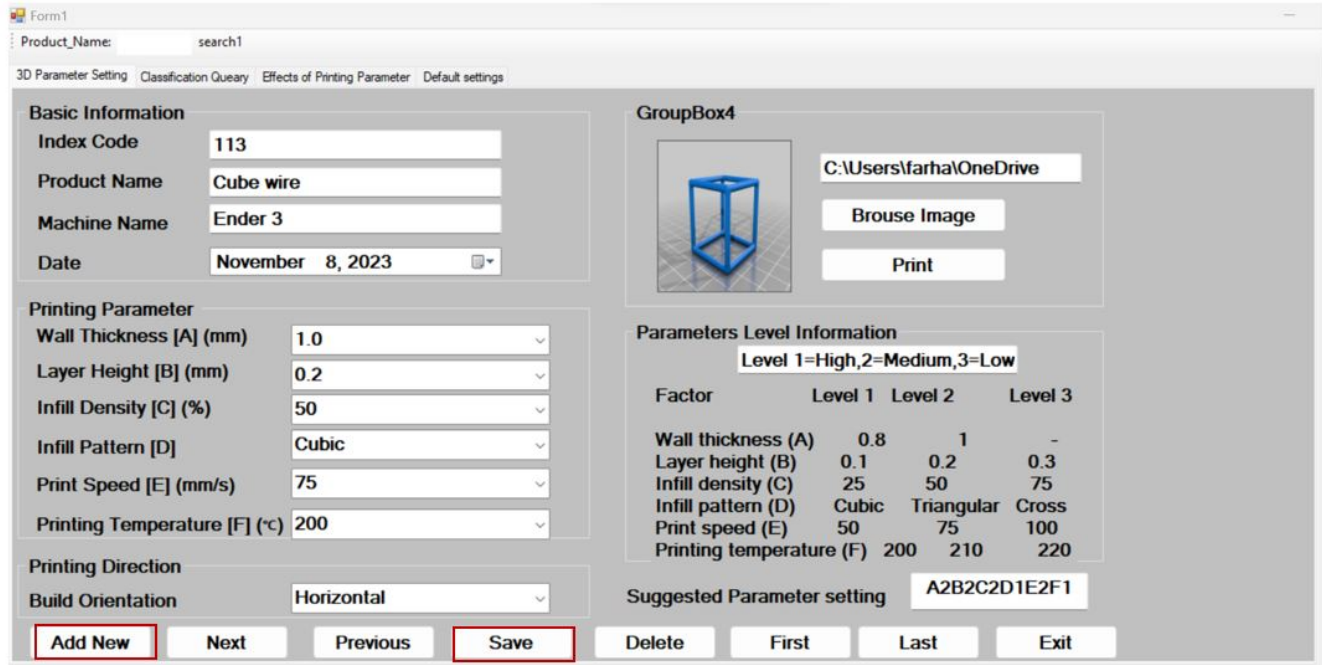 Form1
Product_Name: search1
3D Parameter Setting Classification Queary Effects of Printing Parameter Default settings
Basic Information
Index Code 113
Product Name Cube wire
Machine Name Ender 3
Date November 8, 2023
Printing Parameter
Wall Thickness [A] (mm) 1.0
Layer Height [B] (mm) 0.2
Infill Density [C] (%) 50
Infill Pattern [D] Cubic
Print Speed [E] (mm/s) 75
Printing Temperature [F] (℃) 200
Printing Direction
Build Orientation Horizontal
GroupBox4
C:\Users\farha\OneDrive
Brouse Image
Print
Parameters Level Information
Level 1=High,2=Medium,3=Low
Factor Level 1 Level 2 Level 3
Wall thickness (A) 0.8 1 -
Layer height (B) 0.1 0.2 0.3
Infill density (C) 25 50 75
Infill pattern (D) Cubic Triangular Cross
Print speed (E) 50 75 100
Printing temperature (F) 200 210 220
Suggested Parameter setting A2B2C2D1E2F1
Add New Next Previous Save Delete First Last Exit